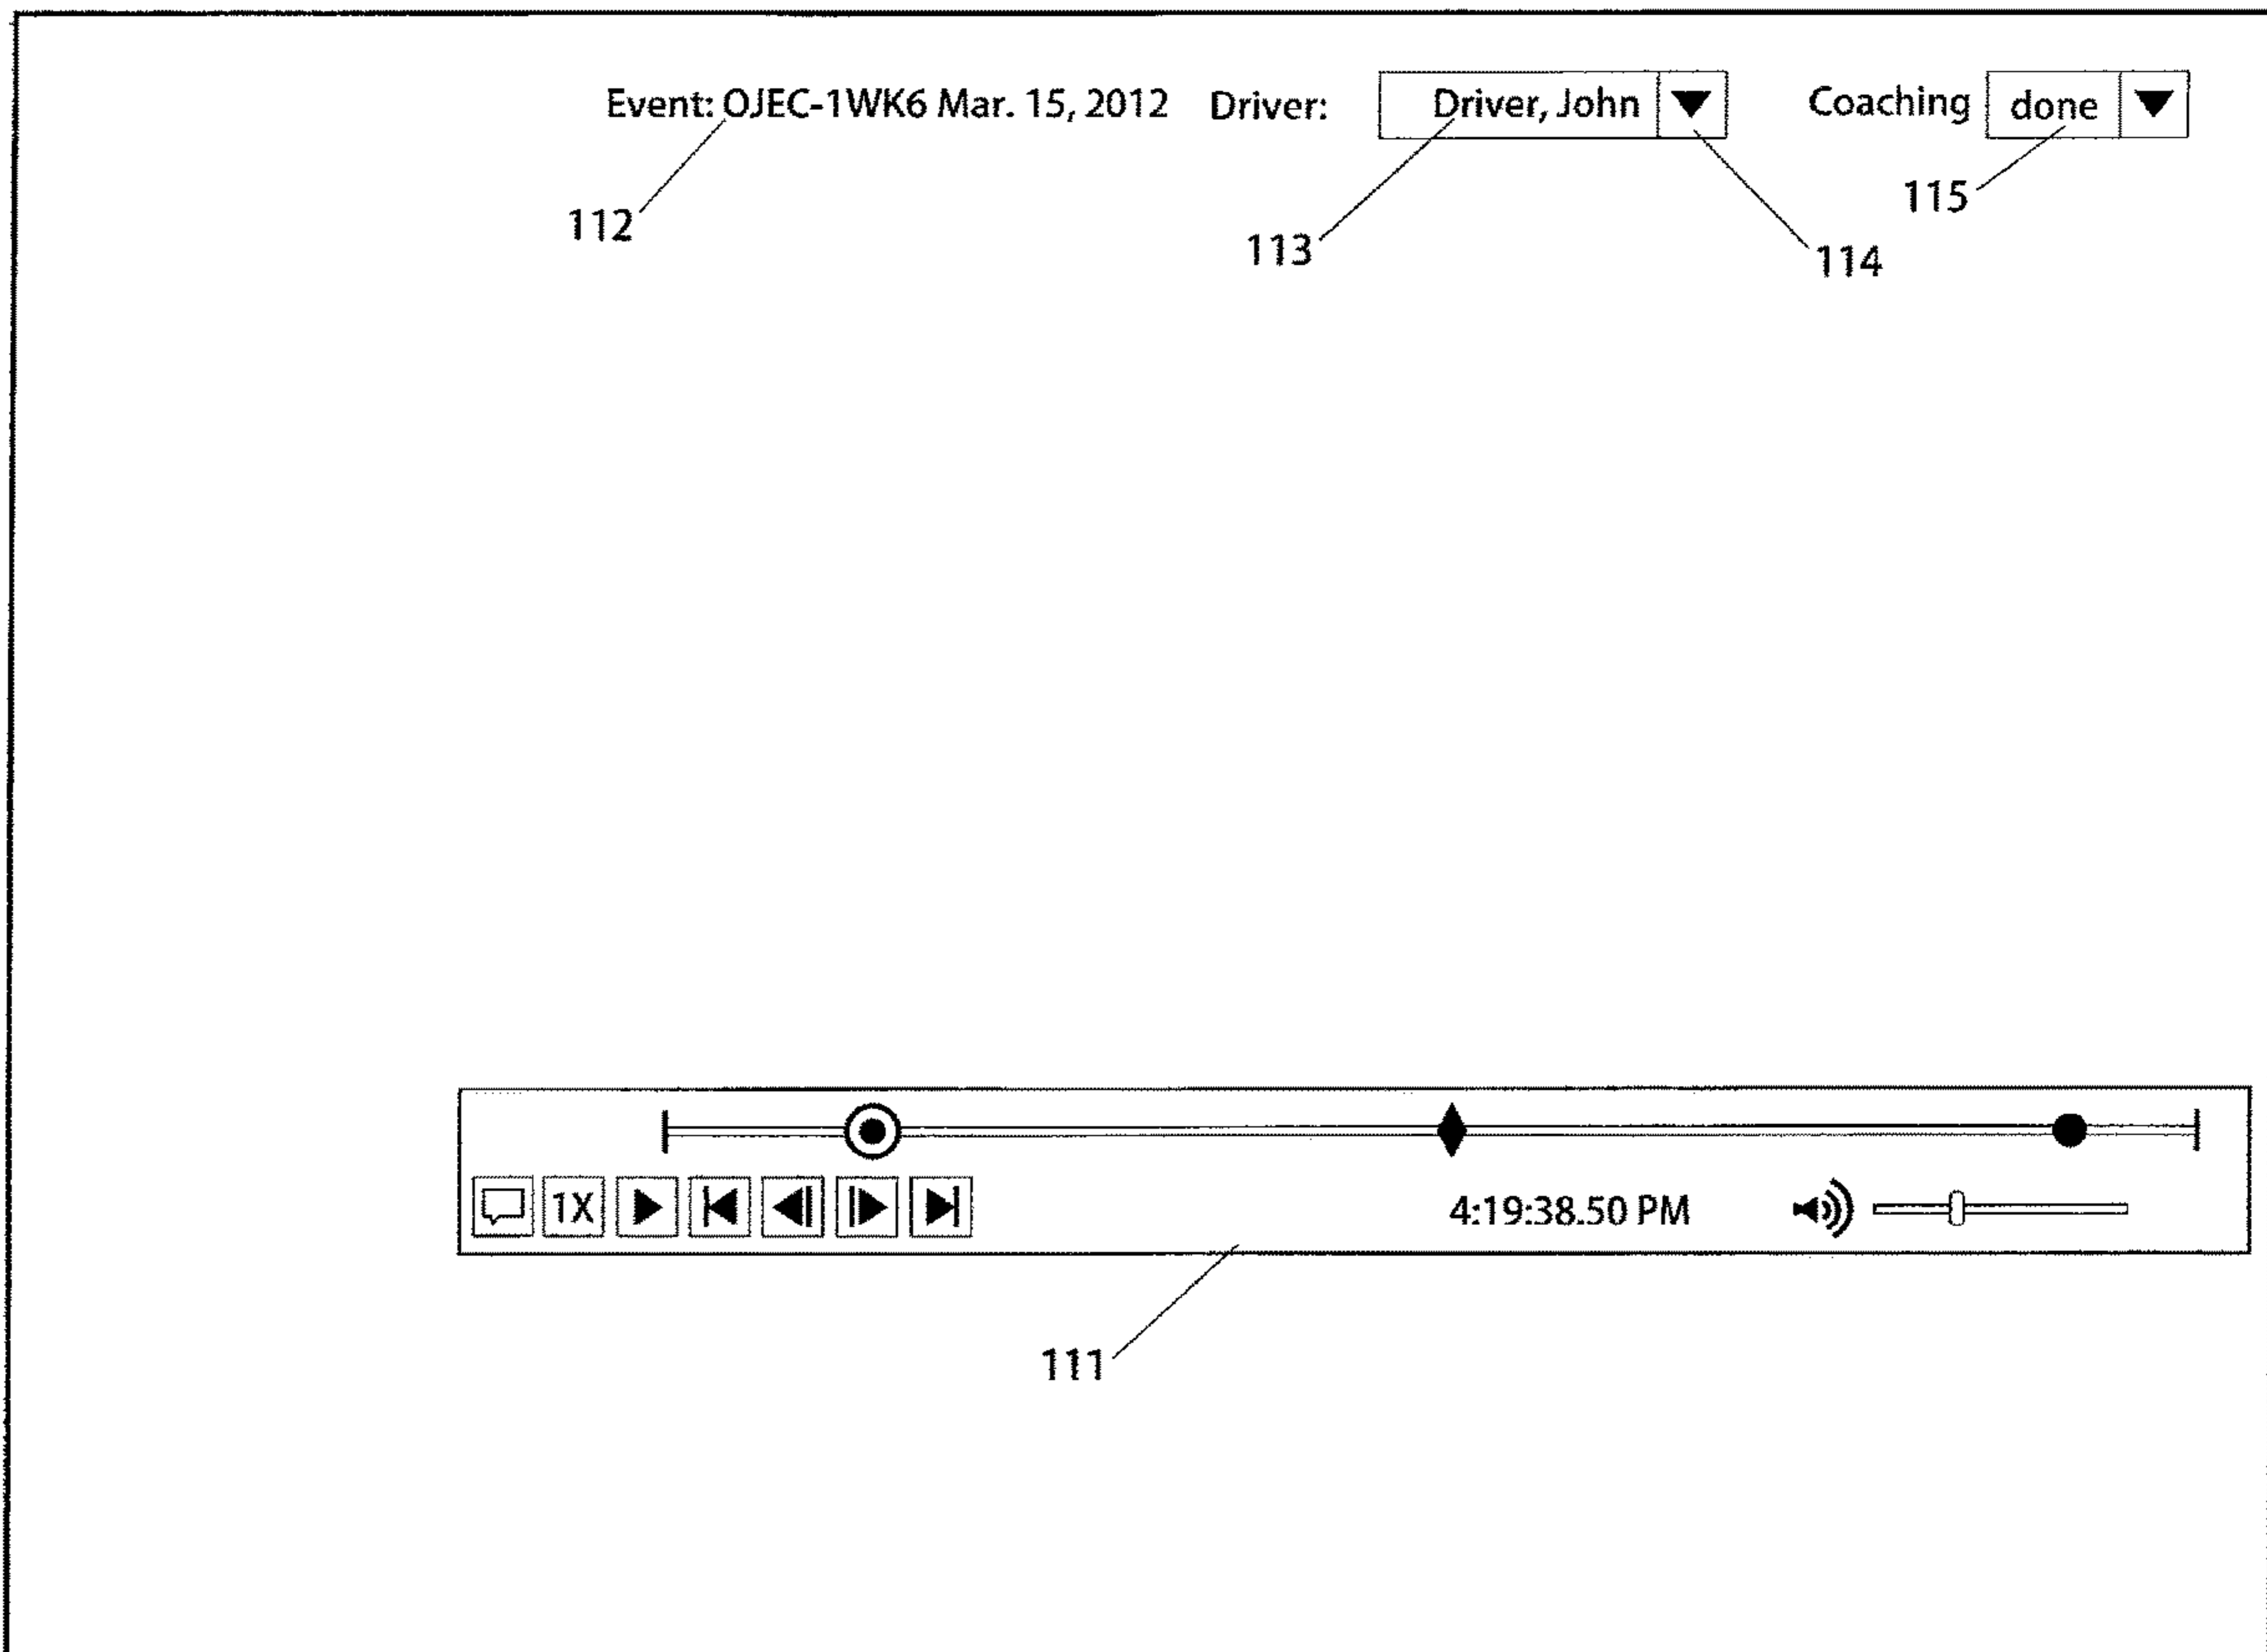 Event: OJEC-1WK6 Mar. 15, 2012 Driver: Driver, John Coaching done
112
113
114
115
1X
4:19:38.50 PM
111